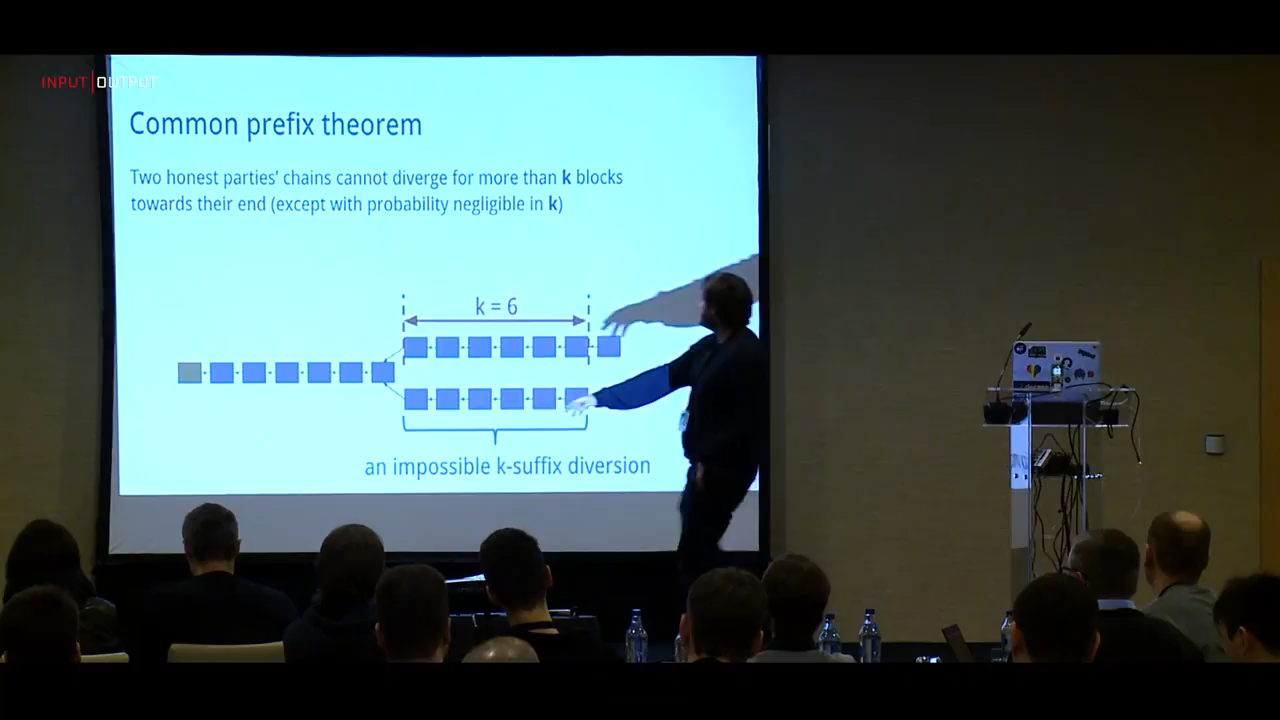 INPUT|OUTPUT
Common prefix theorem
Two honest parties’ chains cannot diverge for more than k blocks
towards their end (except with probability negligible in k)
k = 6
an impossible k-suffix diversion